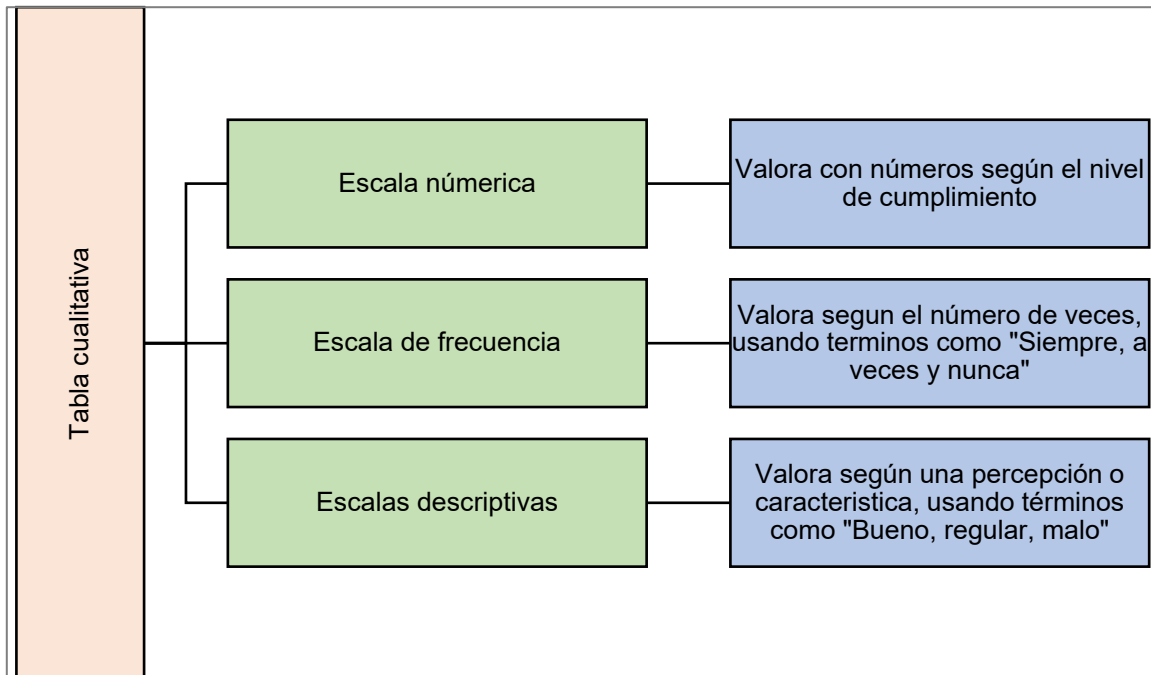 Tabla cualitativa
Escala númerica
Valora con números según el nivel
de cumplimiento
Escala de frecuencia
Valora segun el número de veces,
usando terminos como "Siempre, a
veces y nunca"
Escalas descriptivas
Valora según una percepción o
caracteristica, usando términos
como "Bueno, regular, malo"